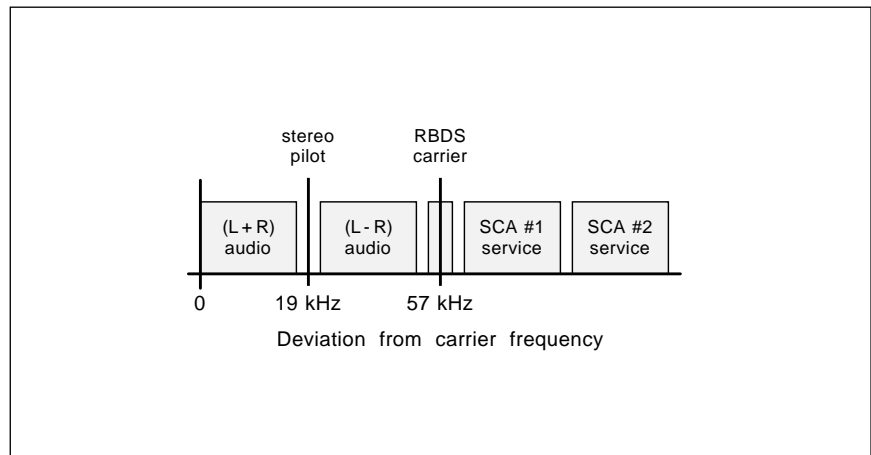 stereo
pilot
RBDS
carrier
(L + R)
audio
(L - R)
audio
SCA #1
service
SCA #2
service
0
19 kHz
57 kHz
Deviation from carrier frequency